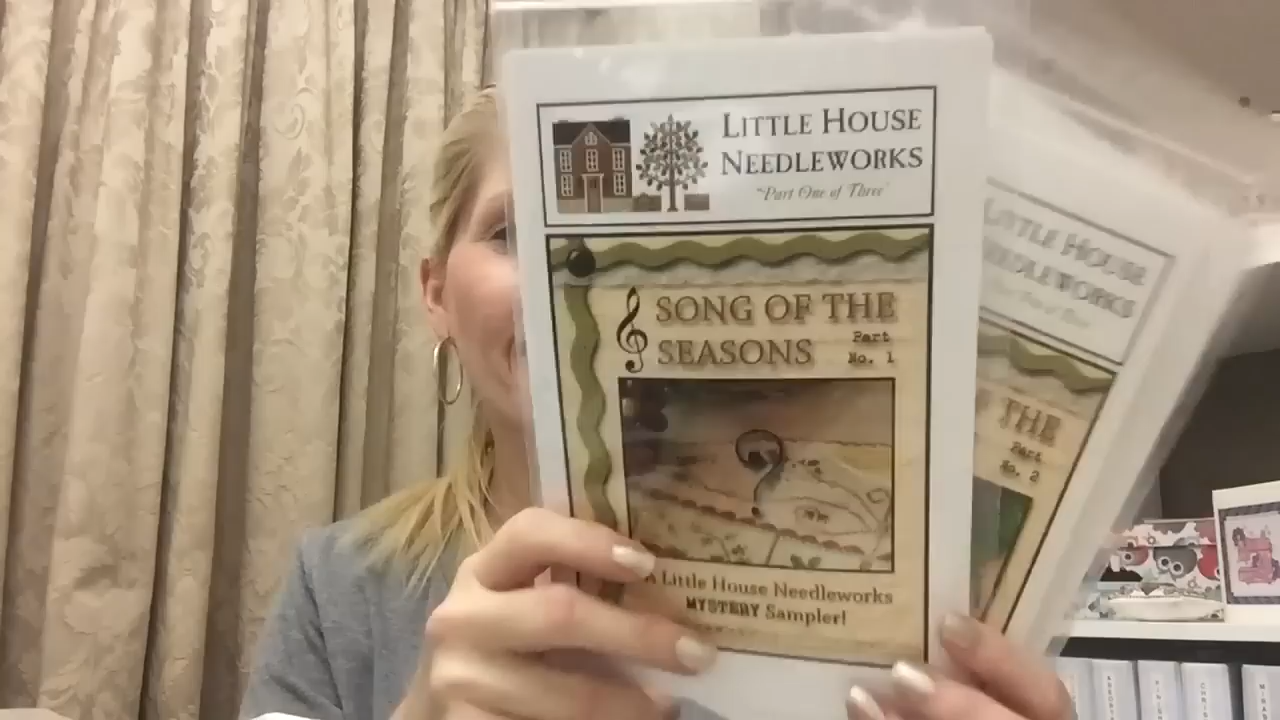 LITTLE HOUSE
NEEDLEWORKS
"Part One of Three"
SONG OF THE
SEASONS
Part
No. 1
A Little House Needleworks
MYSTERY Sampler!
LITTLE HOUSE
NEEDLEWORKS
THE
Part
No. 2